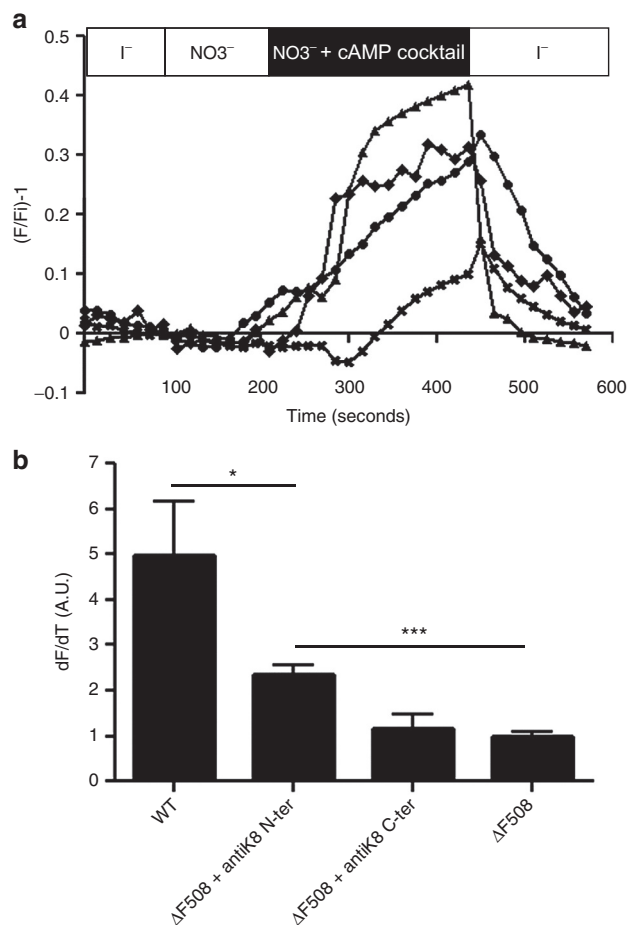 a
I⁻ NO3⁻ NO3⁻ + cAMP cocktail I⁻
0.5
0.4
0.3
0.2
0.1
0
−0.1
(F/Fi)-1
100 200 300 400 500 600
Time (seconds)
b
7
6
5
4
3
2
1
0
dF/dT (A.U.)
*
***
WT
ΔF508 + antiK8 N-ter
ΔF508 + antiK8 C-ter
ΔF508